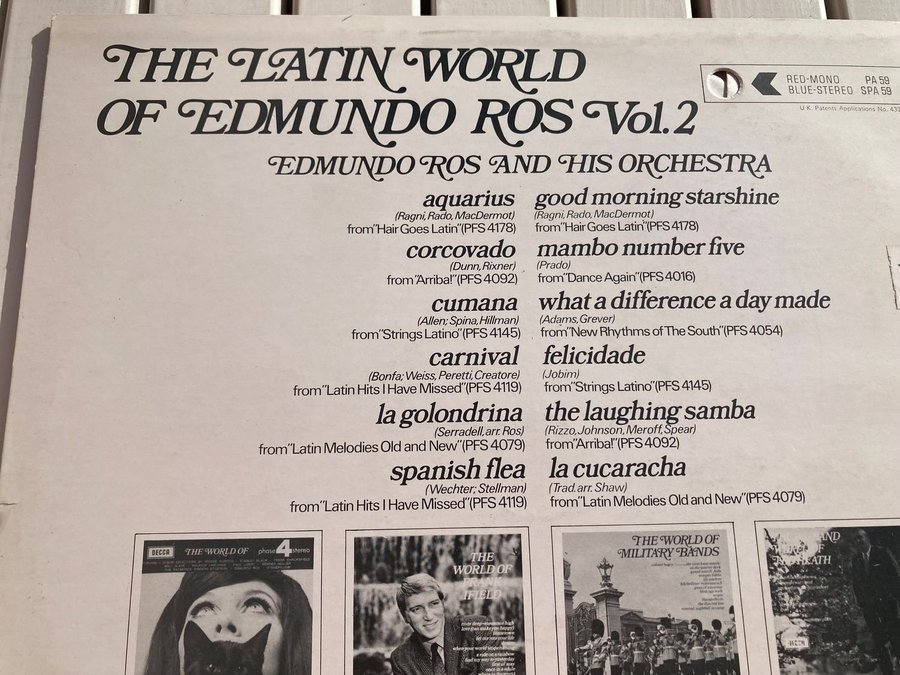 THE LATIN WORLD
OF EDMUNDO ROS Vol.2
EDMUNDO ROS AND HIS ORCHESTRA
RED-MONO PA 59
BLUE-STEREO SPA 59
U.K. Patents Applications No.
aquarius
(Ragni, Rado, MacDermot)
from "Hair Goes Latin" (PFS 4178)
corcovado
(Dunn, Rixner)
from "Arriba!" (PFS 4092)
cumana
(Allen; Spina, Hillman)
from "Strings Latino" (PFS 4145)
carnival
(Bonfa; Weiss, Peretti, Creatore)
from "Latin Hits I Have Missed" (PFS 4119)
la golondrina
(Serradell, arr. Ros)
from "Latin Melodies Old and New" (PFS 4079)
spanish flea
(Wechter; Stellman)
from "Latin Hits I Have Missed" (PFS 4119)
good morning starshine
(Ragni, Rado, MacDermot)
from "Hair Goes Latin" (PFS 4178)
mambo number five
(Prado)
from "Dance Again" (PFS 4016)
what a difference a day made
(Adams, Grever)
from "New Rhythms of The South" (PFS 4054)
felicidade
(Jobim)
from "Strings Latino" (PFS 4145)
the laughing samba
(Rizzo, Johnson, Meroff, Spear)
from "Arriba!" (PFS 4092)
la cucaracha
(Trad. arr. Shaw)
from "Latin Melodies Old and New" (PFS 4079)
DECCA
THE WORLD OF
phase 4 stereo
THE
WORLD OF
FRANK
IFIELD
THE WORLD OF
MILITARY BANDS
DECCA